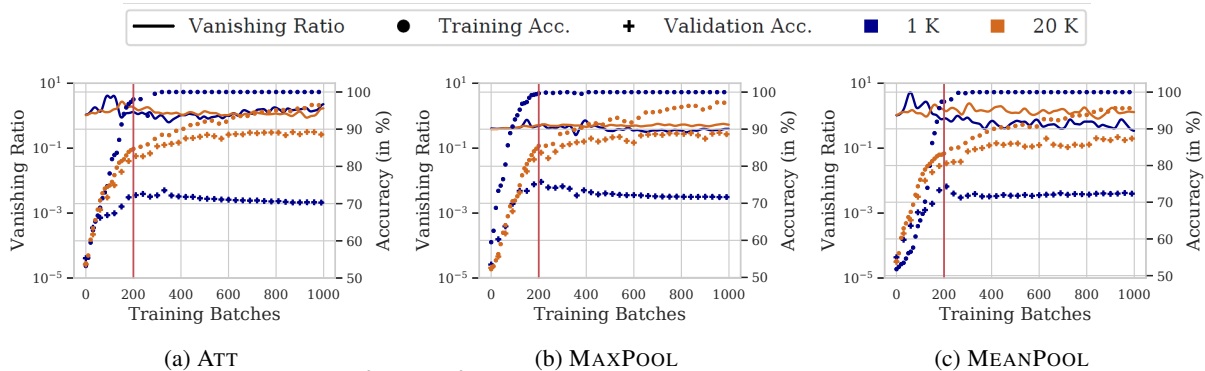 Vanishing Ratio Training Acc. Validation Acc. 1 K 20 K
Vanishing Ratio
10^1
10^-1
10^-3
10^-5
0 200 400 600 800 1000
Training Batches
100
90
80
70
60
50
Accuracy (in %)
(a) ATT
Vanishing Ratio
10^1
10^-1
10^-3
10^-5
0 200 400 600 800 1000
Training Batches
100
90
80
70
60
50
Accuracy (in %)
(b) MAXPOOL
Vanishing Ratio
10^1
10^-1
10^-3
10^-5
0 200 400 600 800 1000
Training Batches
100
90
80
70
60
50
Accuracy (in %)
(c) MEANPOOL